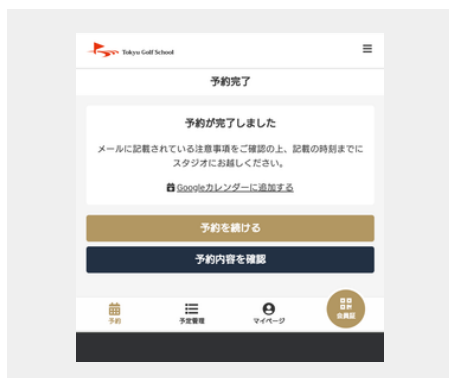 Tokyu Golf School
予約完了
予約が完了しました
メールに記載されている注意事項をご確認の上、記載の時刻までに
スタジオにお越しください。
Googleカレンダーに追加する
予約を続ける
予約内容を確認
予約
予定管理
マイページ
会員証